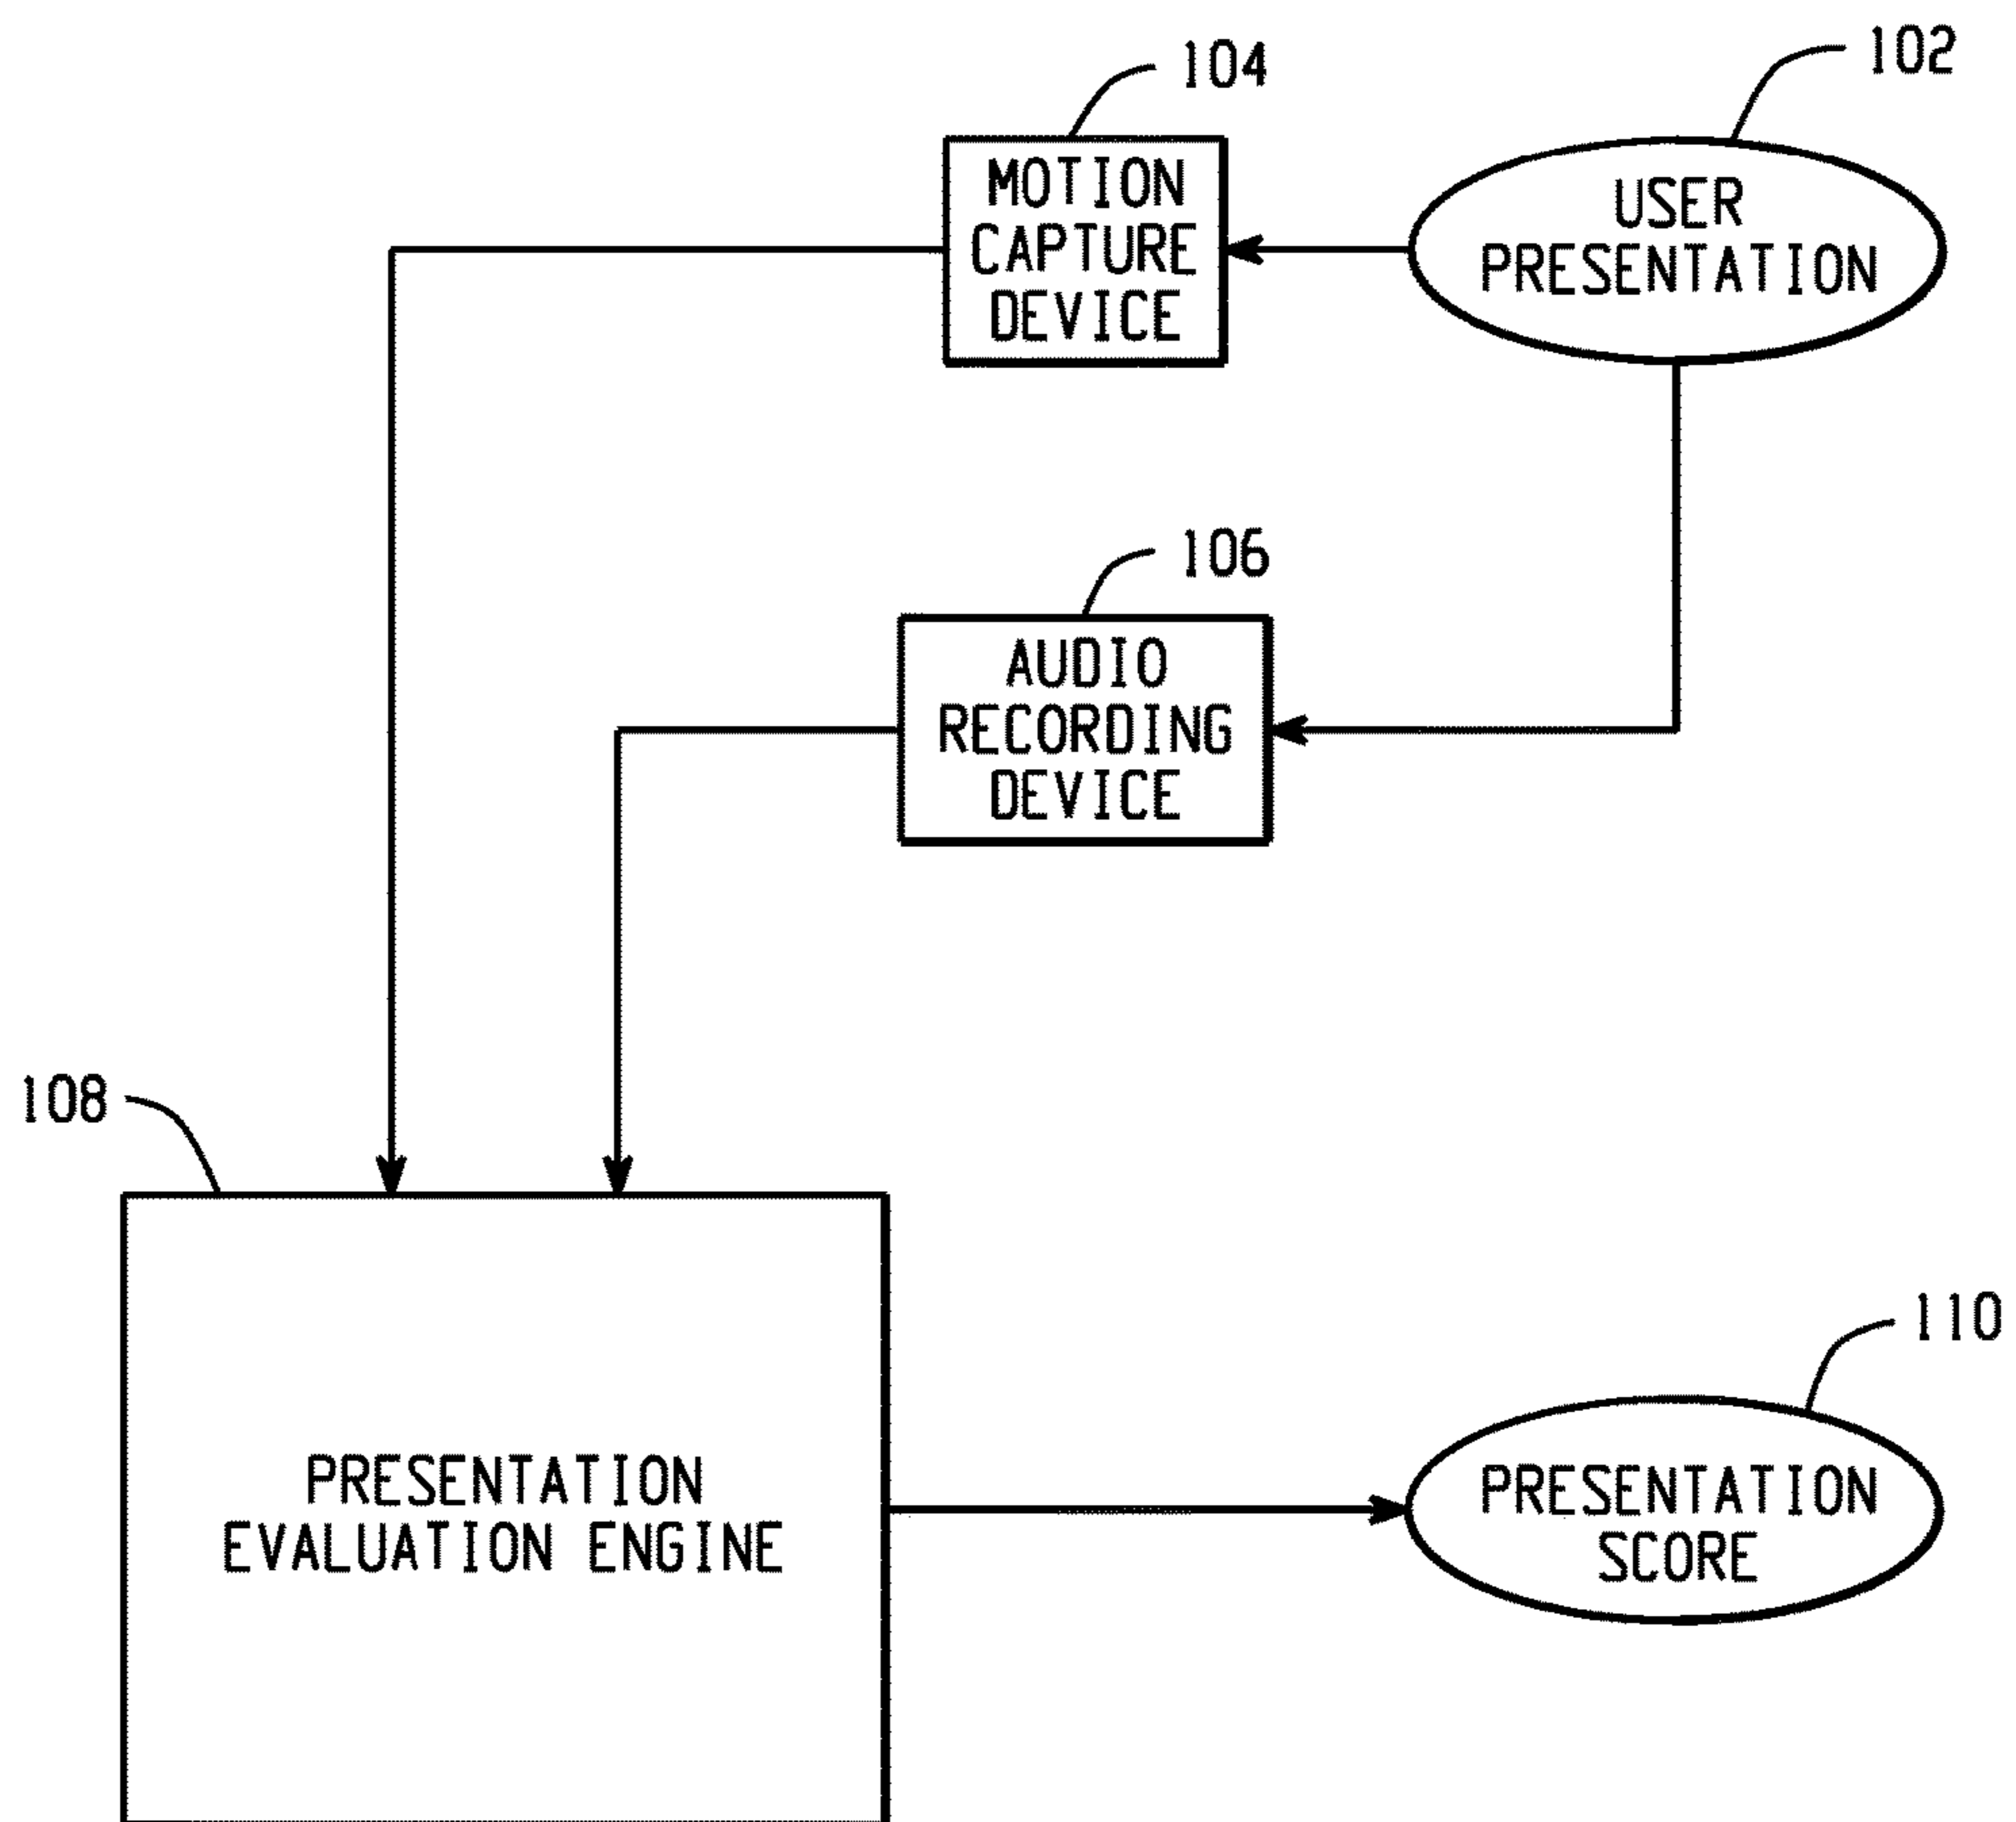 102
104
MOTION
CAPTURE
DEVICE
USER
PRESENTATION
106
AUDIO
RECORDING
DEVICE
108
110
PRESENTATION
EVALUATION ENGINE
PRESENTATION
SCORE